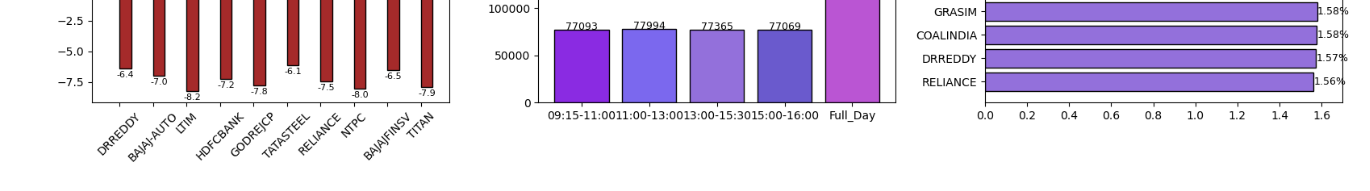 −2.5
−5.0
−7.5
-6.4
-7.0
-8.2
-7.2
-7.8
-6.1
-7.5
-8.0
-6.5
-7.9
DRREDDY
BAJAJ-AUTO
LTIM
HDFCBANK
GODREJCP
TATASTEEL
RELIANCE
NTPC
BAJAJFINSV
TITAN
100000
50000
0
77093
77994
77365
77069
09:15-11:00
11:00-13:00
13:00-15:30
15:00-16:00
Full_Day
GRASIM
COALINDIA
DRREDDY
RELIANCE
1.58%
1.58%
1.57%
1.56%
0.0 0.2 0.4 0.6 0.8 1.0 1.2 1.4 1.6